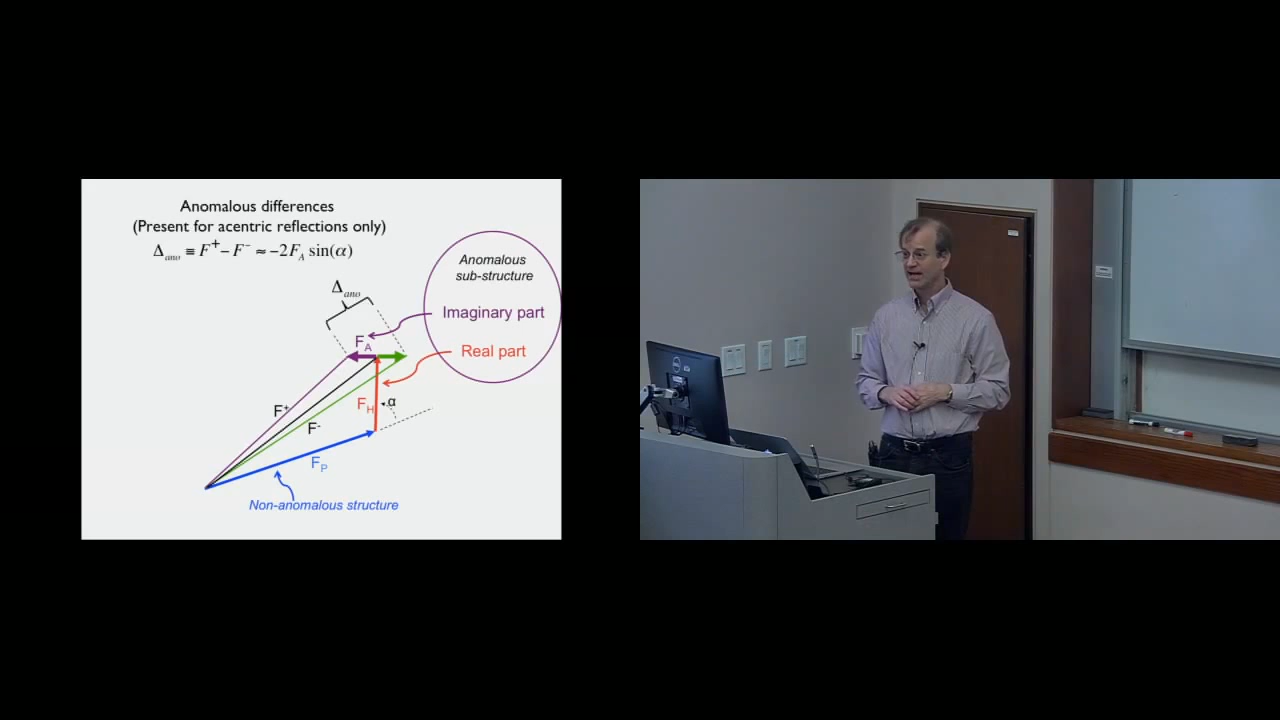 Anomalous differences
(Present for acentric reflections only)
Δano ≡ F⁺– F⁻ ≈ -2FA sin(α)
Anomalous
sub-structure
Δano
Imaginary part
FA
Real part
FH
α
F⁺
F⁻
FP
Non-anomalous structure
DELL